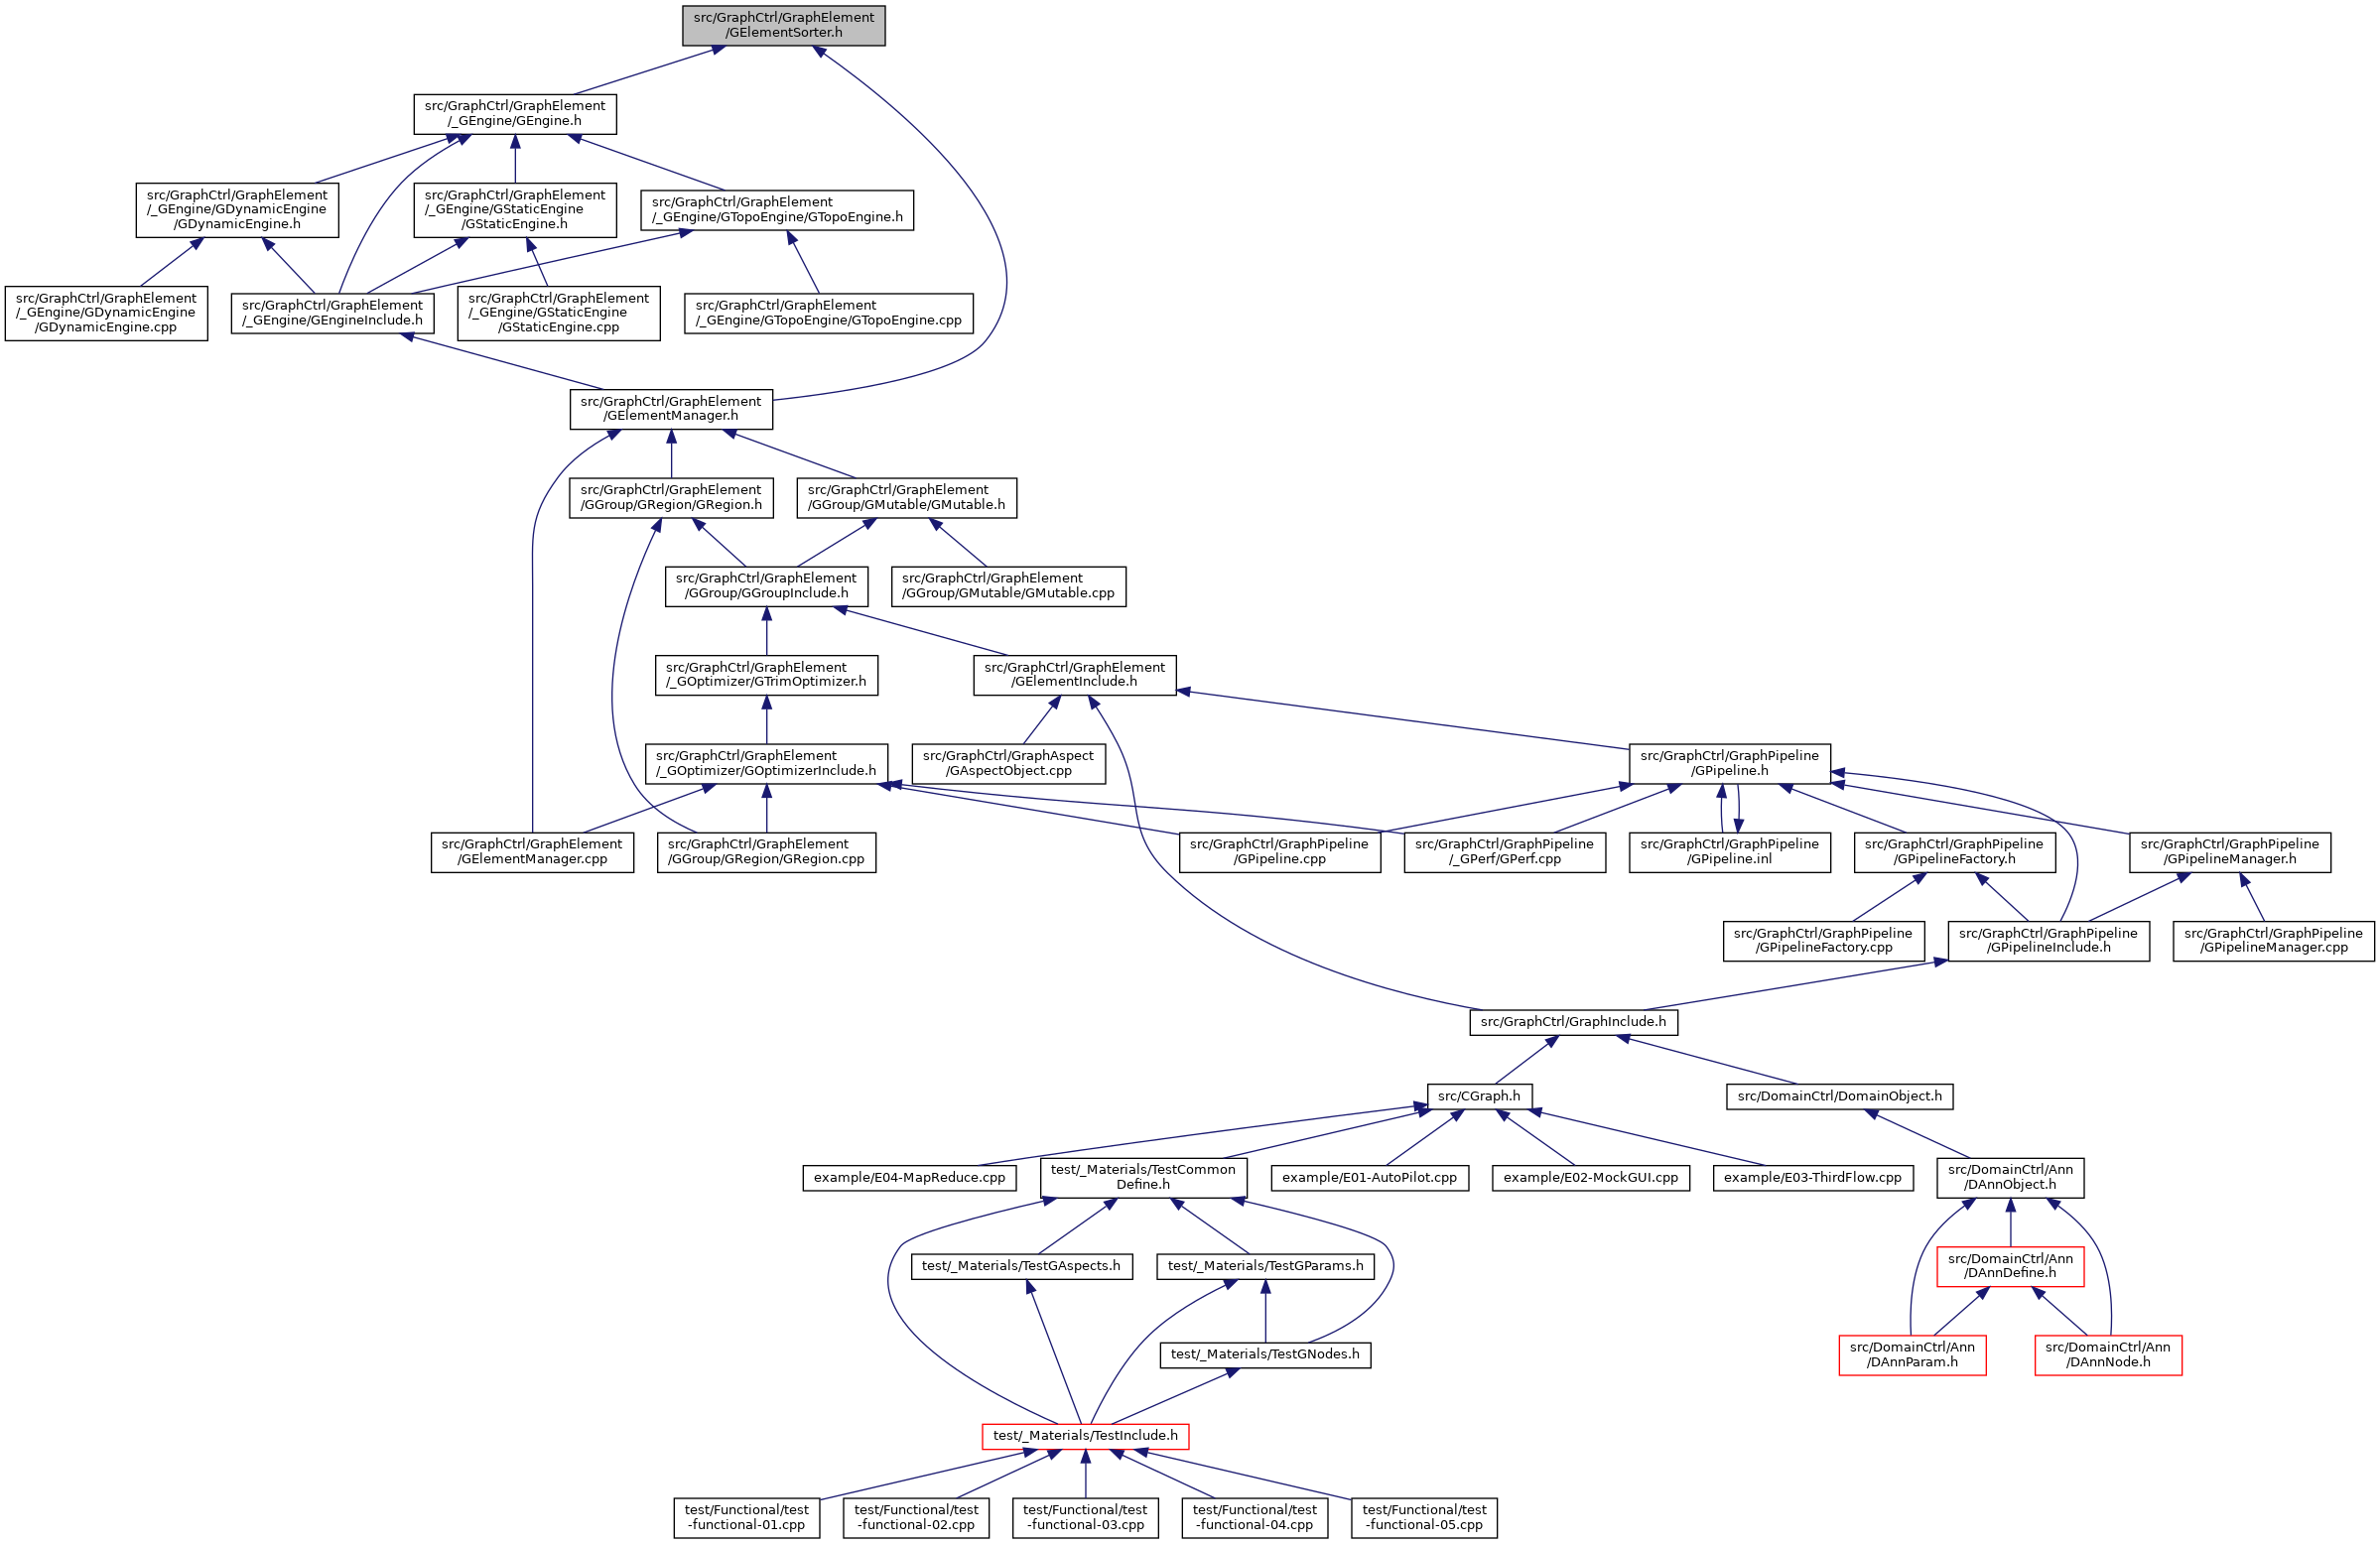 src/GraphCtrl/GraphElement
/GElementSorter.h
src/GraphCtrl/GraphElement
/_GEngine/GEngine.h
src/GraphCtrl/GraphElement
/_GEngine/GDynamicEngine
/GDynamicEngine.h
src/GraphCtrl/GraphElement
/_GEngine/GStaticEngine
/GStaticEngine.h
src/GraphCtrl/GraphElement
/_GEngine/GTopoEngine/GTopoEngine.h
src/GraphCtrl/GraphElement
/_GEngine/GDynamicEngine
/GDynamicEngine.cpp
src/GraphCtrl/GraphElement
/_GEngine/GEngineInclude.h
src/GraphCtrl/GraphElement
/_GEngine/GStaticEngine
/GStaticEngine.cpp
src/GraphCtrl/GraphElement
/_GEngine/GTopoEngine/GTopoEngine.cpp
src/GraphCtrl/GraphElement
/GElementManager.h
src/GraphCtrl/GraphElement
/GGroup/GRegion/GRegion.h
src/GraphCtrl/GraphElement
/GGroup/GMutable/GMutable.h
src/GraphCtrl/GraphElement
/GGroup/GGroupInclude.h
src/GraphCtrl/GraphElement
/GGroup/GMutable/GMutable.cpp
src/GraphCtrl/GraphElement
/_GOptimizer/GTrimOptimizer.h
src/GraphCtrl/GraphElement
/GElementInclude.h
src/GraphCtrl/GraphElement
/_GOptimizer/GOptimizerInclude.h
src/GraphCtrl/GraphAspect
/GAspectObject.cpp
src/GraphCtrl/GraphPipeline
/GPipeline.h
src/GraphCtrl/GraphElement
/GElementManager.cpp
src/GraphCtrl/GraphElement
/GGroup/GRegion/GRegion.cpp
src/GraphCtrl/GraphPipeline
/GPipeline.cpp
src/GraphCtrl/GraphPipeline
/_GPerf/GPerf.cpp
src/GraphCtrl/GraphPipeline
/GPipeline.inl
src/GraphCtrl/GraphPipeline
/GPipelineFactory.h
src/GraphCtrl/GraphPipeline
/GPipelineManager.h
src/GraphCtrl/GraphPipeline
/GPipelineFactory.cpp
src/GraphCtrl/GraphPipeline
/GPipelineInclude.h
src/GraphCtrl/GraphPipeline
/GPipelineManager.cpp
src/GraphCtrl/GraphInclude.h
src/CGraph.h
src/DomainCtrl/DomainObject.h
example/E04-MapReduce.cpp
test/_Materials/TestCommon
Define.h
example/E01-AutoPilot.cpp
example/E02-MockGUI.cpp
example/E03-ThirdFlow.cpp
src/DomainCtrl/Ann
/DAnnObject.h
test/_Materials/TestGAspects.h
test/_Materials/TestGParams.h
src/DomainCtrl/Ann
/DAnnDefine.h
test/_Materials/TestGNodes.h
src/DomainCtrl/Ann
/DAnnParam.h
src/DomainCtrl/Ann
/DAnnNode.h
test/_Materials/TestInclude.h
test/Functional/test
-functional-01.cpp
test/Functional/test
-functional-02.cpp
test/Functional/test
-functional-03.cpp
test/Functional/test
-functional-04.cpp
test/Functional/test
-functional-05.cpp